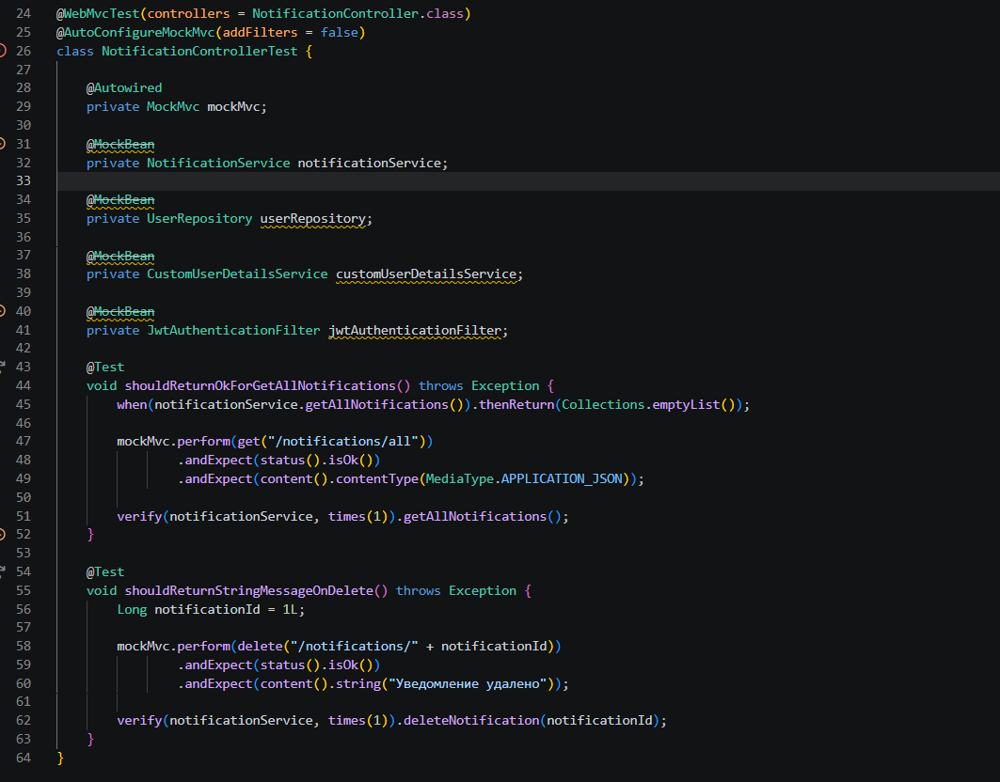 24 @WebMvcTest(controllers = NotificationController.class)
25 @AutoConfigureMockMvc(addFilters = false)
26 class NotificationControllerTest {
27
28     @Autowired
29     private MockMvc mockMvc;
30
31     @MockBean
32     private NotificationService notificationService;
33
34     @MockBean
35     private UserRepository userRepository;
36
37     @MockBean
38     private CustomUserDetailsService customUserDetailsService;
39
40     @MockBean
41     private JwtAuthenticationFilter jwtAuthenticationFilter;
42
43     @Test
44     void shouldReturnOkForGetAllNotifications() throws Exception {
45         when(notificationService.getAllNotifications()).thenReturn(Collections.emptyList());
46
47         mockMvc.perform(get("/notifications/all"))
48                 .andExpect(status().isOk())
49                 .andExpect(content().contentType(MediaType.APPLICATION_JSON));
50
51         verify(notificationService, times(1)).getAllNotifications();
52     }
53
54     @Test
55     void shouldReturnStringMessageOnDelete() throws Exception {
56         Long notificationId = 1L;
57
58         mockMvc.perform(delete("/notifications/" + notificationId))
59                 .andExpect(status().isOk())
60                 .andExpect(content().string("Уведомление удалено"));
61
62         verify(notificationService, times(1)).deleteNotification(notificationId);
63     }
64 }